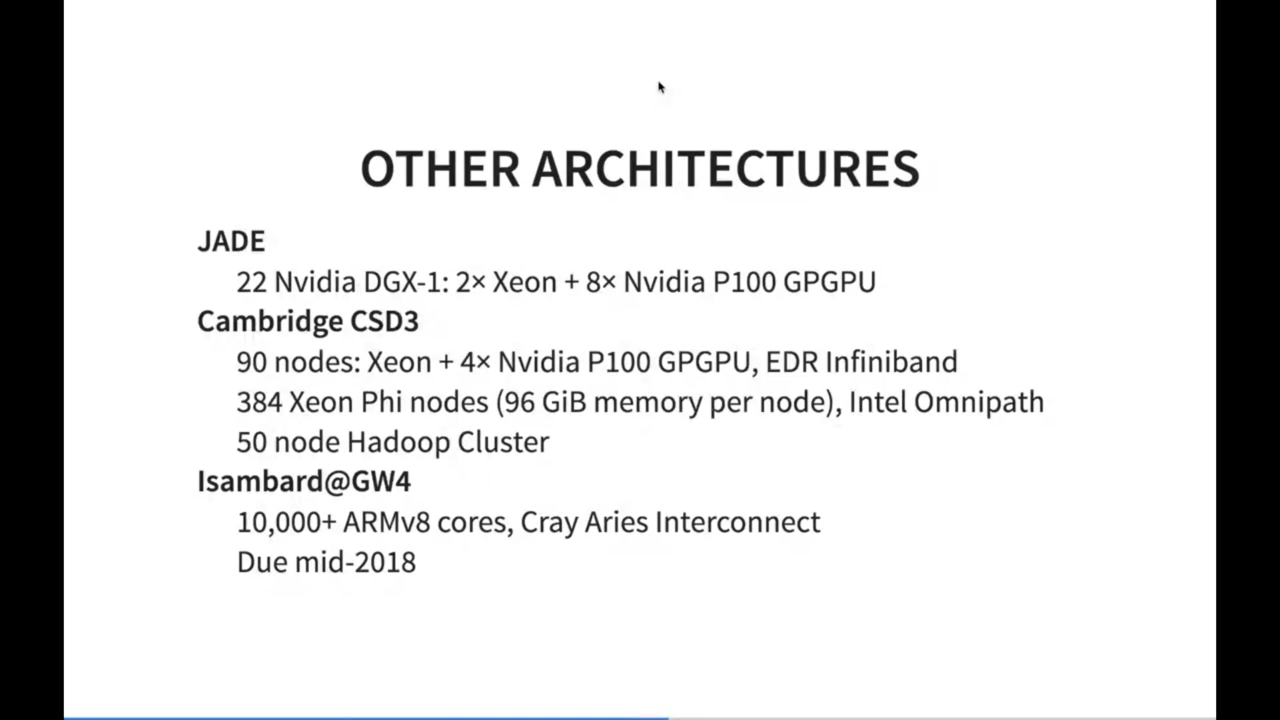 OTHER ARCHITECTURES
JADE
22 Nvidia DGX-1: 2× Xeon + 8× Nvidia P100 GPGPU
Cambridge CSD3
90 nodes: Xeon + 4× Nvidia P100 GPGPU, EDR Infiniband
384 Xeon Phi nodes (96 GiB memory per node), Intel Omnipath
50 node Hadoop Cluster
Isambard@GW4
10,000+ ARMv8 cores, Cray Aries Interconnect
Due mid-2018